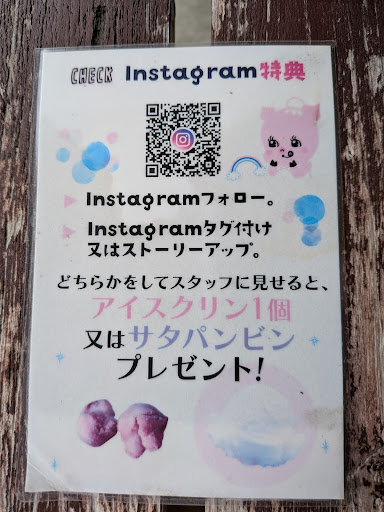 CHECK Instagram特典
Instagramフォロー。
Instagramタグ付け
又はストーリーアップ。
どちらかをしてスタッフに見せると、
アイスクリン1個
又はサタパンビン
プレゼント!